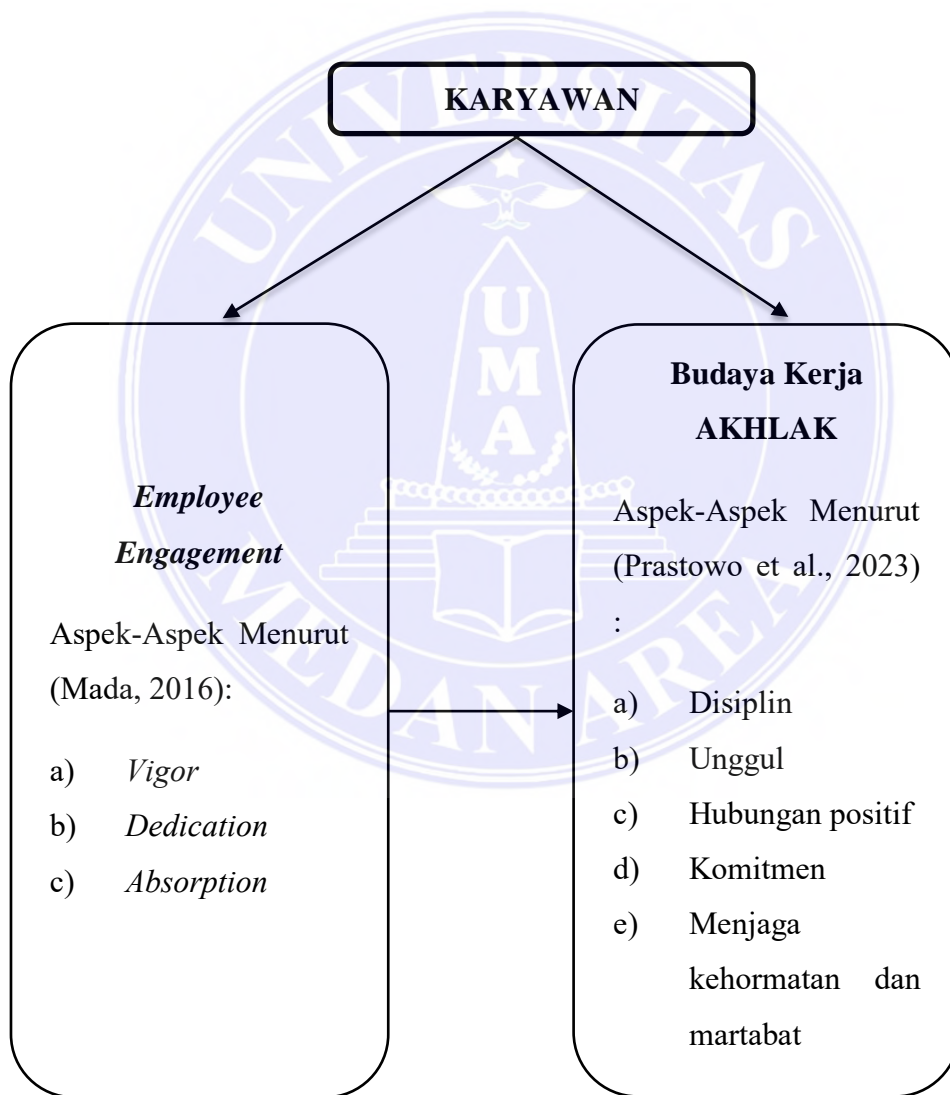 KARYAWAN
Employee
Engagement
Aspek-Aspek Menurut
(Mada, 2016):
a) Vigor
b) Dedication
c) Absorption
Budaya Kerja
AKHLAK
Aspek-Aspek Menurut
(Prastowo et al., 2023)
:
a) Disiplin
b) Unggul
c) Hubungan positif
d) Komitmen
e) Menjaga
kehormatan dan
martabat
UNIVERSITAS
MEDAN AREA
U
M
A